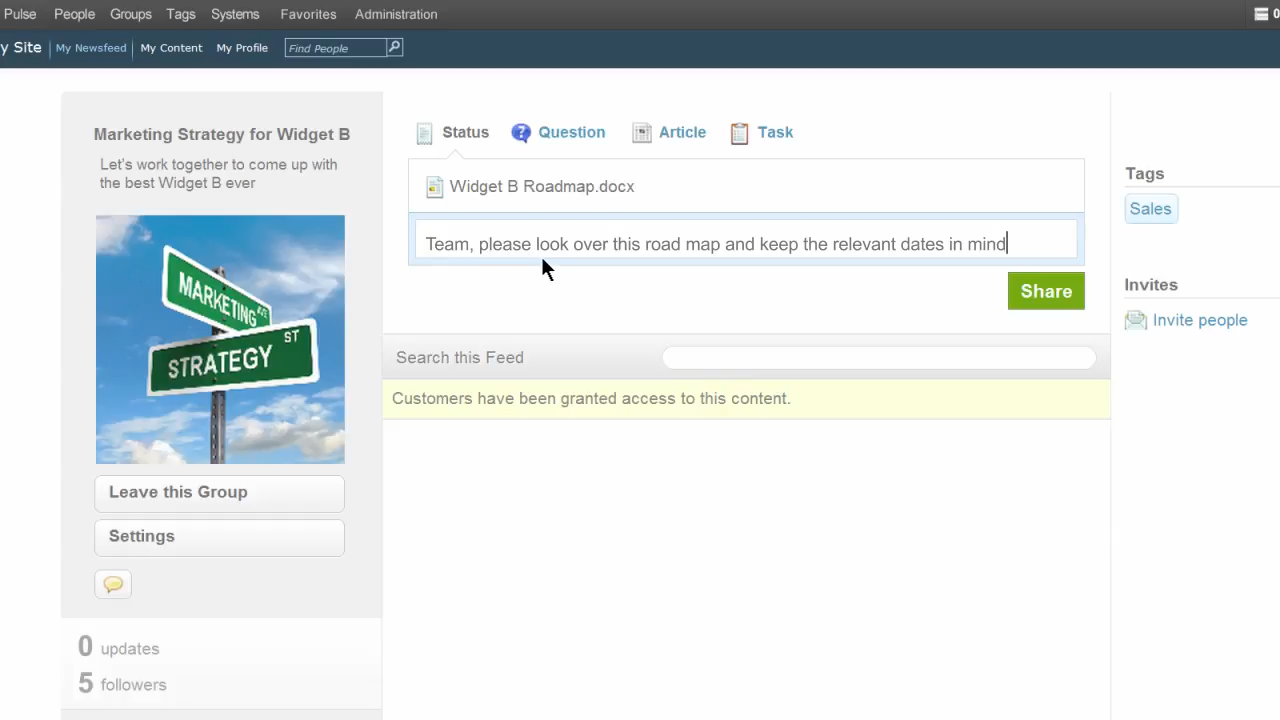 Pulse People Groups Tags Systems Favorites Administration 0
y Site My Newsfeed My Content My Profile Find People
Marketing Strategy for Widget B
Let's work together to come up with
the best Widget B ever
MARKETING AVE
STRATEGY ST
Leave this Group
Settings
0 updates
5 followers
Status Question Article Task
Widget B Roadmap.docx
Team, please look over this road map and keep the relevant dates in mind
Share
Search this Feed
Customers have been granted access to this content.
Tags
Sales
Invites
Invite people